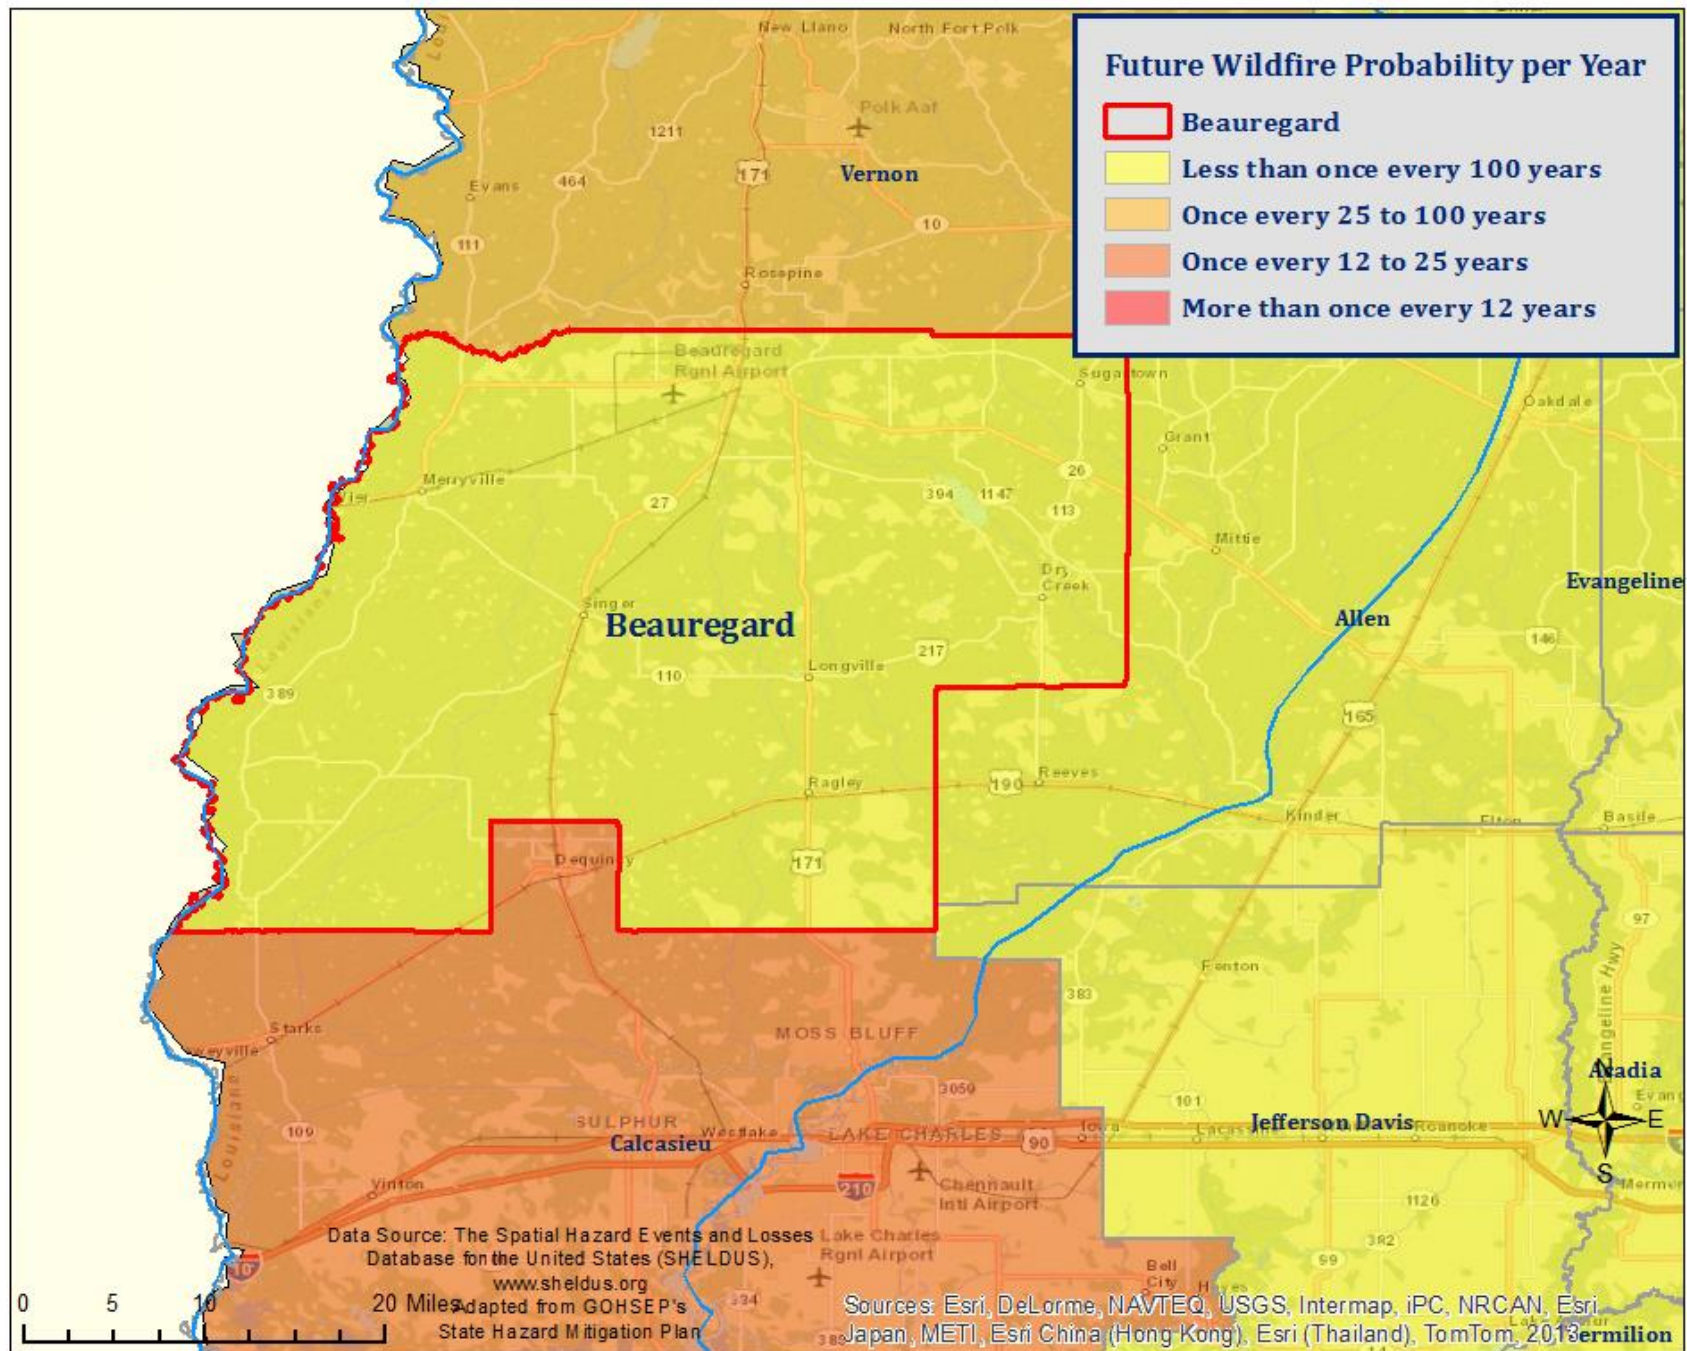 New Llano
North Fort Polk
Future Wildfire Probability per Year
Beauregard
Less than once every 100 years
Once every 25 to 100 years
Once every 12 to 25 years
More than once every 12 years
Polk Aaf
1211
171
Vernon
464
Evans
10
111
Rosepine
Beauregard
Rgnl Airport
Sugartown
Oakdale
Grant
26
Merryville
394
1147
27
113
Mittie
Dry
Creek
Evangeline
Singer
Beauregard
Allen
146
217
Longville
110
389
Louisiana
165
Ragley
190
Reeves
Kinder
Elton
Basile
Dequincy
171
97
Fenton
383
Starks
MOSS BLUFF
Acadia
3059
101
N
W
E
S
109
SULPHUR
Calcasieu
Westlake
LAKE CHARLES
90
Iowa
Jefferson Davis
Roanoke
Louisiana
Vinton
210
Chennault
Intl Airport
1126
Data Source: The Spatial Hazard Events and Losses
Database for the United States (SHELDUS),
www.sheldus.org
Adapted from GOHSEP's
State Hazard Mitigation Plan
Lake Charles
Rgnl Airport
382
99
Bell
City
Hayes
0 5 10 20 Miles
Sources: Esri, DeLorme, NAVTEQ, USGS, Intermap, iPC, NRCAN, Esri
Japan, METI, Esri China (Hong Kong), Esri (Thailand), TomTom, 2013